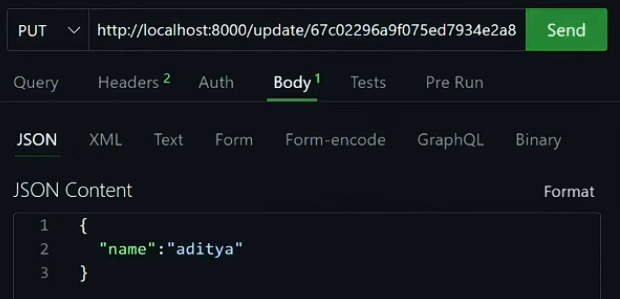 PUT http://localhost:8000/update/67c02296a9f075ed7934e2a8 Send
Query Headers 2 Auth Body 1 Tests Pre Run
JSON XML Text Form Form-encode GraphQL Binary
JSON Content Format
1 {
2 "name":"aditya"
3 }